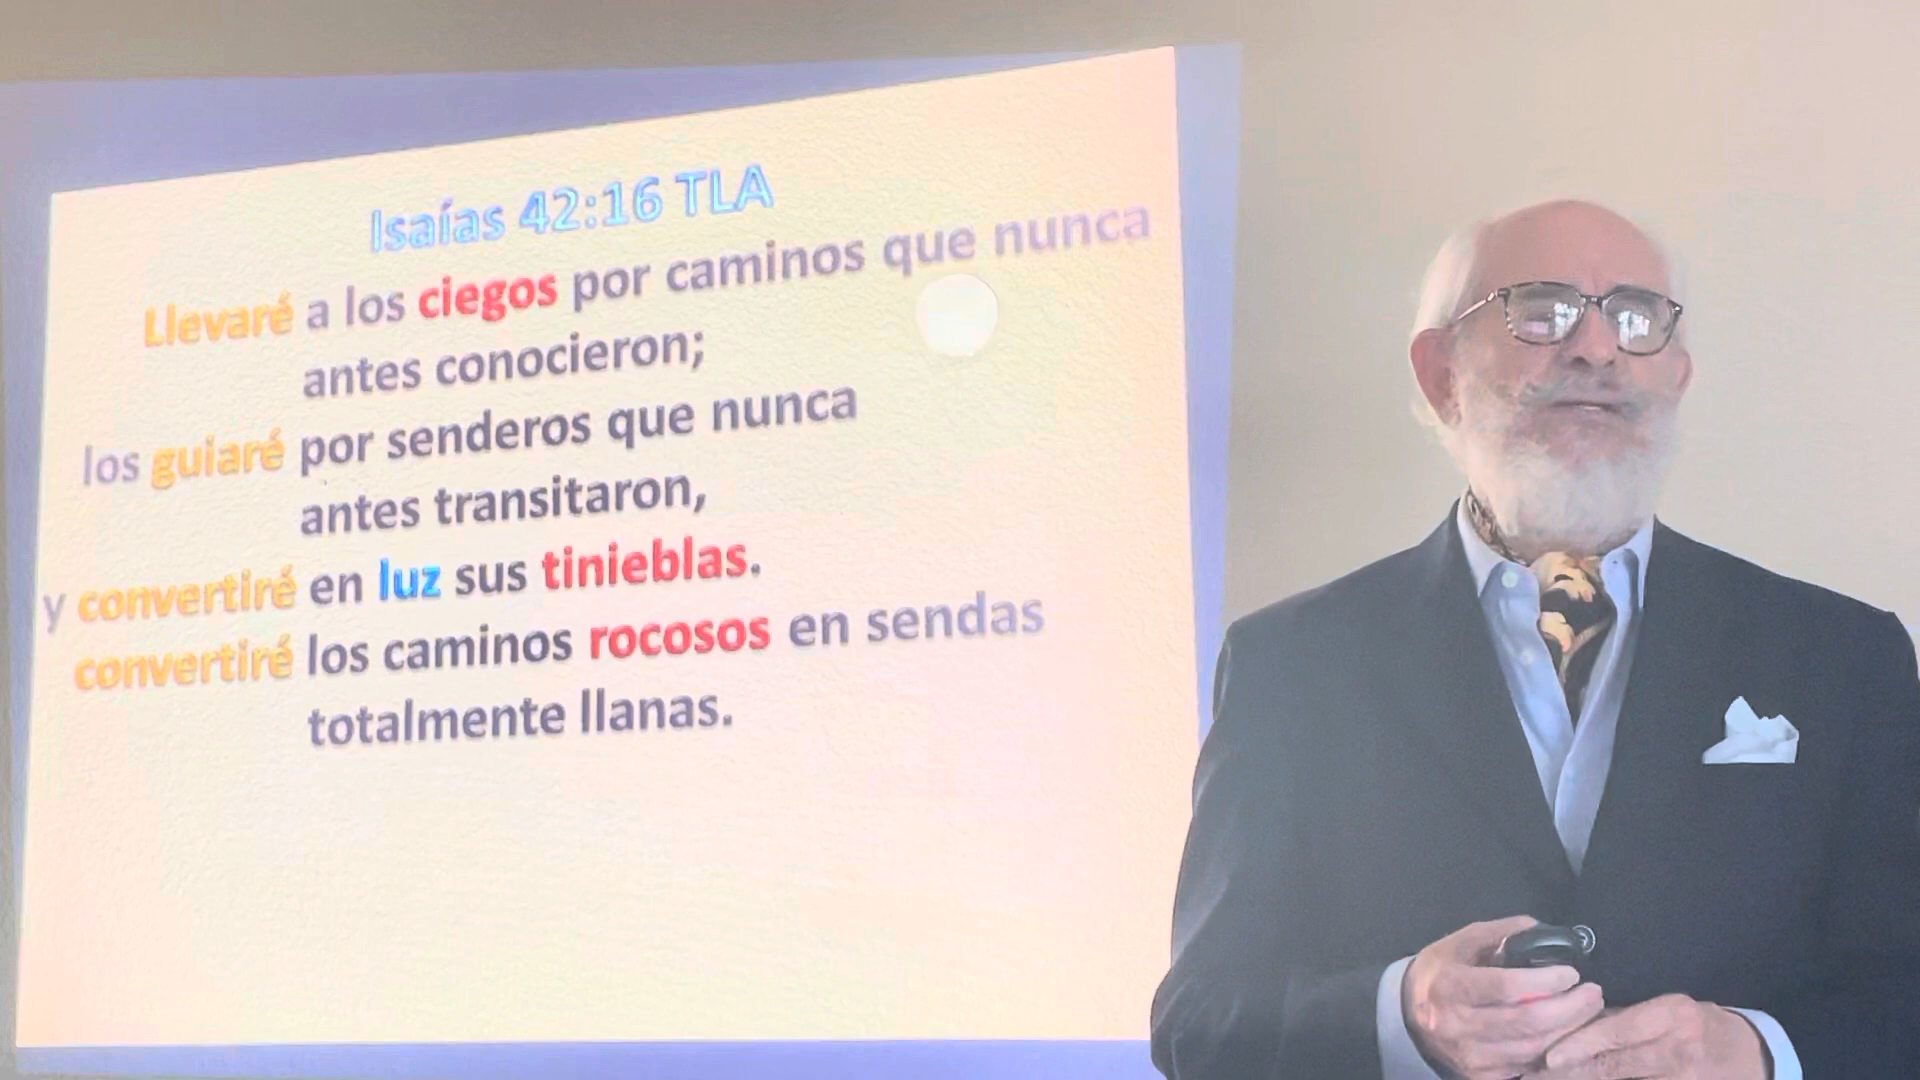 Isaías 42:16 TLA
Llevaré a los ciegos por caminos que nunca
antes conocieron;
los guiaré por senderos que nunca
antes transitaron,
y convertiré en luz sus tinieblas.
convertiré los caminos rocosos en sendas
totalmente llanas.